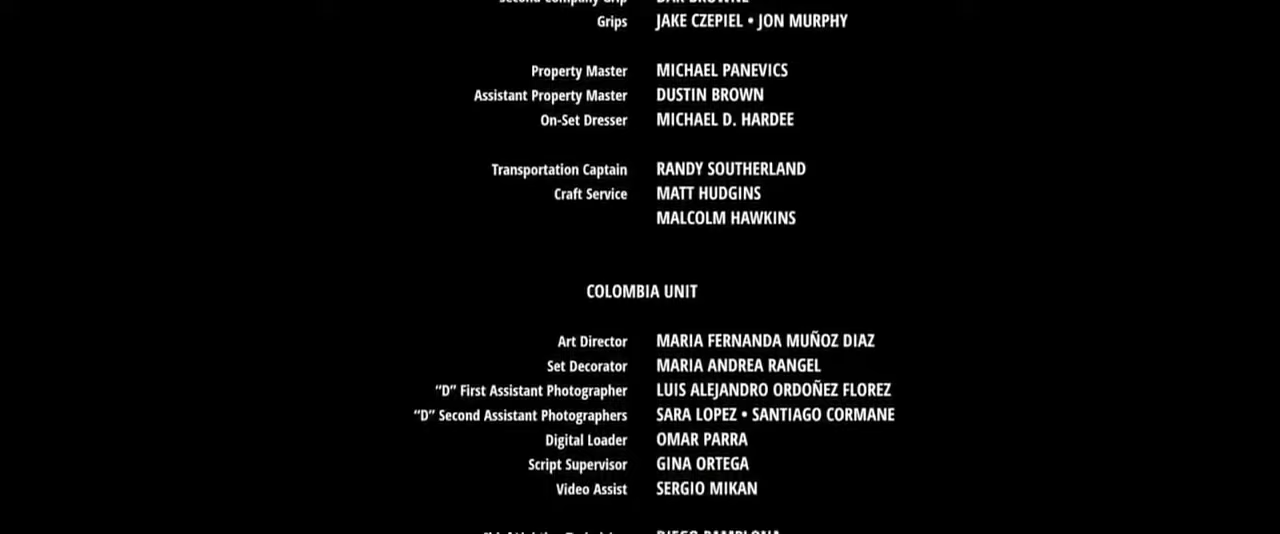 Grips JAKE CZEPIEL • JON MURPHY
Property Master MICHAEL PANEVICS
Assistant Property Master DUSTIN BROWN
On-Set Dresser MICHAEL D. HARDEE
Transportation Captain RANDY SOUTHERLAND
Craft Service MATT HUDGINS
MALCOLM HAWKINS
COLOMBIA UNIT
Art Director MARIA FERNANDA MUÑOZ DIAZ
Set Decorator MARIA ANDREA RANGEL
“D” First Assistant Photographer LUIS ALEJANDRO ORDOÑEZ FLOREZ
“D” Second Assistant Photographers SARA LOPEZ • SANTIAGO CORMANE
Digital Loader OMAR PARRA
Script Supervisor GINA ORTEGA
Video Assist SERGIO MIKAN